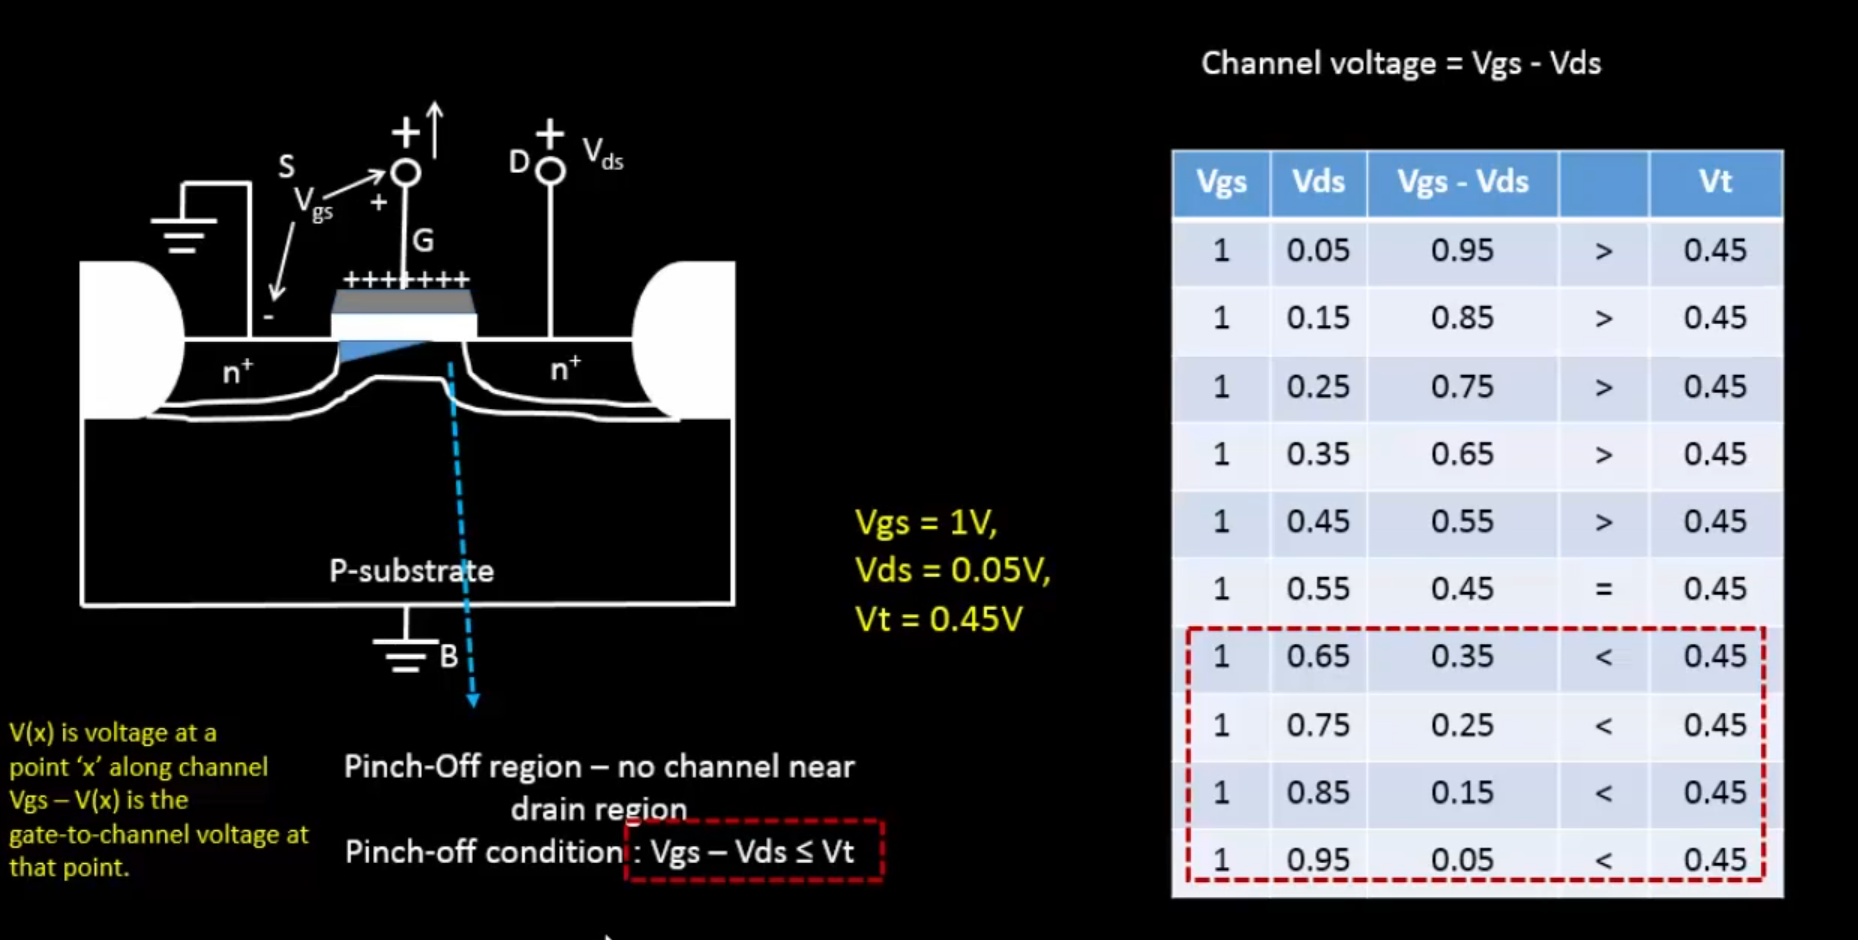 Channel voltage = Vgs - Vds
+
+
S
D
Vds
Vgs
+
G
+++++++
-
n+
n+
P-substrate
B
Vgs = 1V,
Vds = 0.05V,
Vt = 0.45V
Vgs Vds Vgs - Vds Vt
1 0.05 0.95 > 0.45
1 0.15 0.85 > 0.45
1 0.25 0.75 > 0.45
1 0.35 0.65 > 0.45
1 0.45 0.55 > 0.45
1 0.55 0.45 = 0.45
1 0.65 0.35 < 0.45
1 0.75 0.25 < 0.45
1 0.85 0.15 < 0.45
1 0.95 0.05 < 0.45
V(x) is voltage at a
point ‘x’ along channel
Vgs – V(x) is the
gate-to-channel voltage at
that point.
Pinch-Off region – no channel near
drain region
Pinch-off condition : Vgs – Vds ≤ Vt